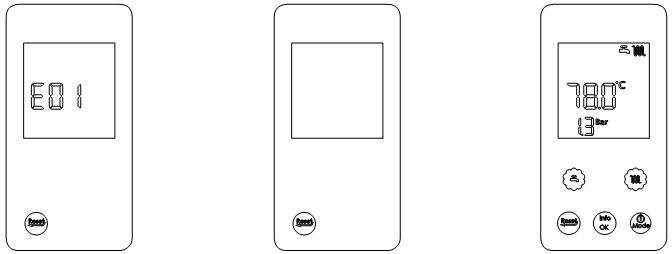 E01
Reset
Reset
78.0°C
1.3 Bar
Reset
Info
OK
Mode